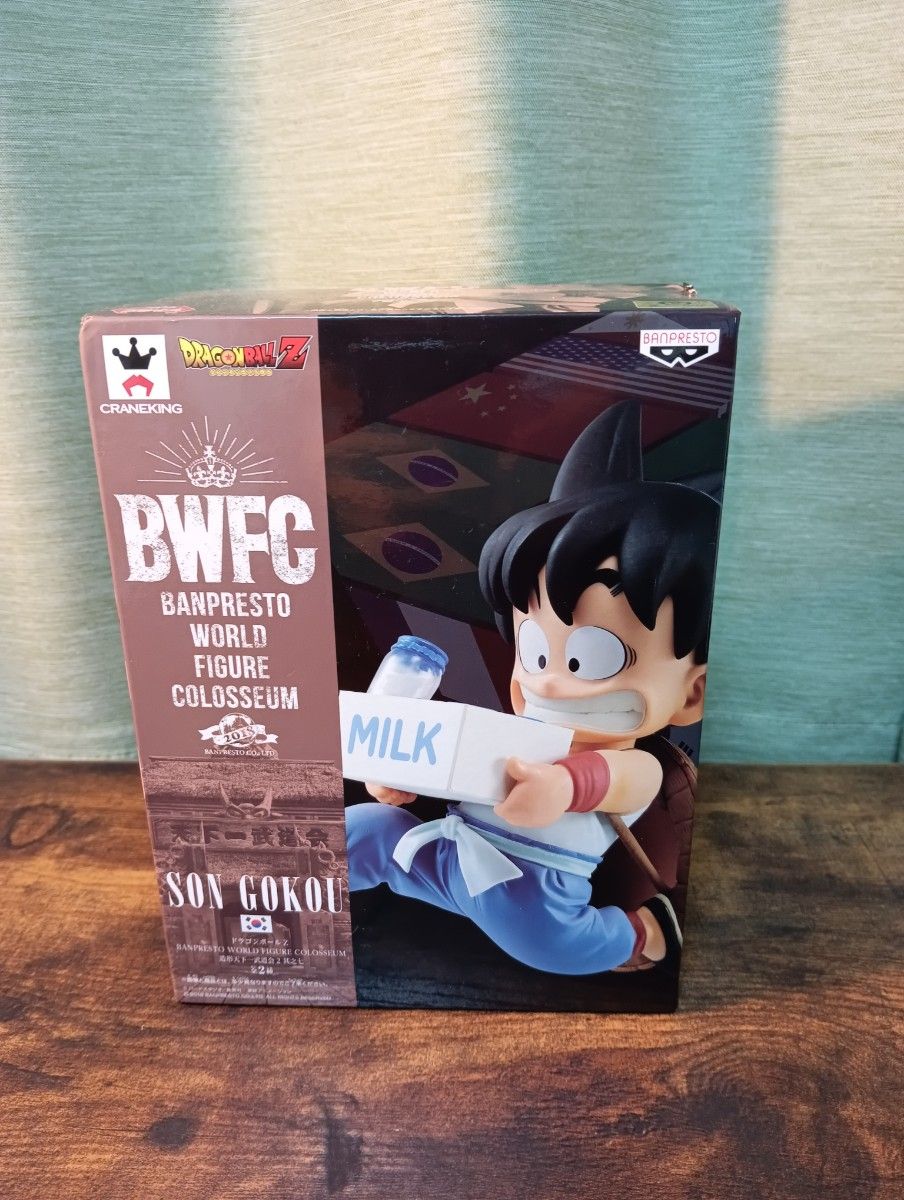 CRANEKING
DRAGONBALL Z
BANPRESTO
BWFC
BANPRESTO
WORLD
FIGURE
COLOSSEUM
2018
BANPRESTO CO., LTD
MILK
天下一武道会
SON GOKOU
ドラゴンボールZ
BANPRESTO WORLD FIGURE COLOSSEUM
造形天下一武道会2 其之七
全2種